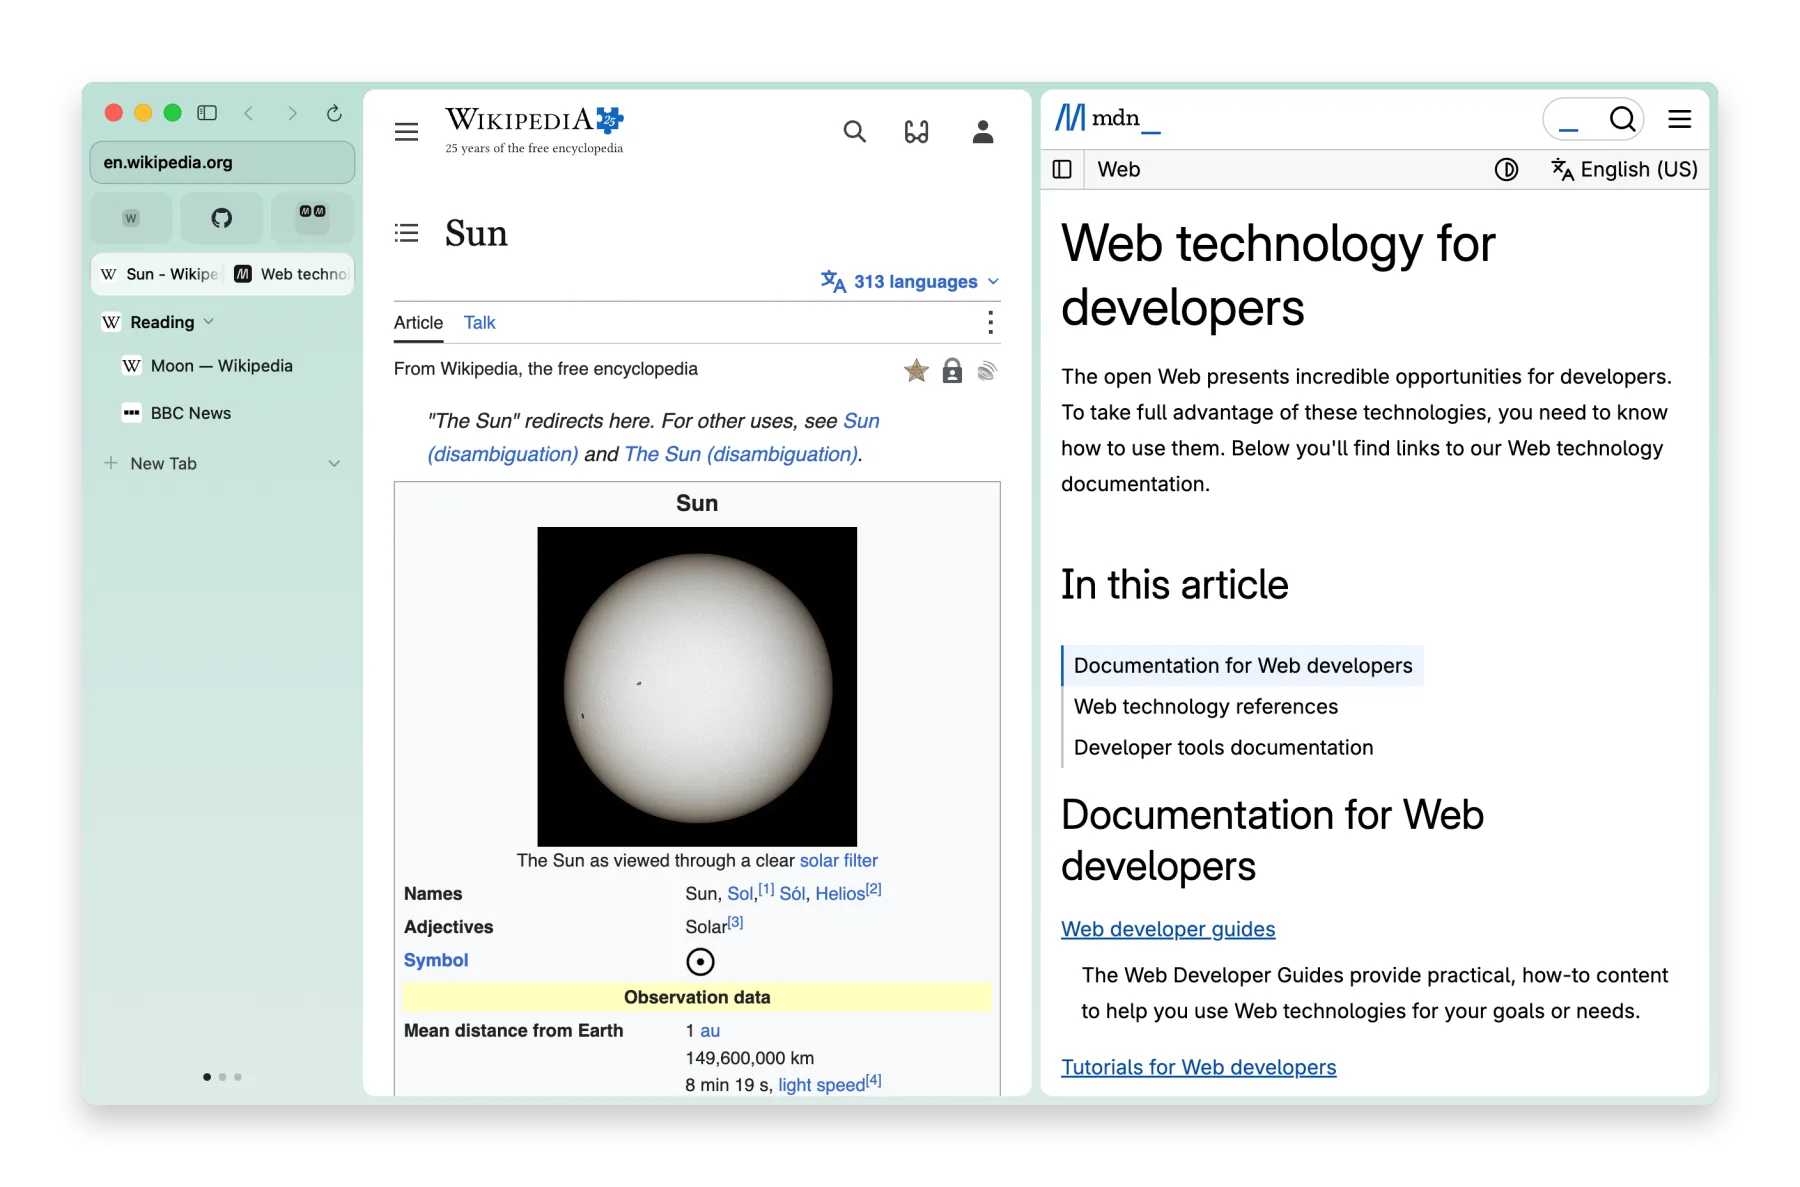 en.wikipedia.org
W
Sun - Wikipe
Web techno
Reading
Moon — Wikipedia
BBC News
New Tab
WIKIPEDIA 25
25 years of the free encyclopedia
Sun
313 languages
Article Talk
From Wikipedia, the free encyclopedia
"The Sun" redirects here. For other uses, see Sun
(disambiguation) and The Sun (disambiguation).
Sun
The Sun as viewed through a clear solar filter
Names Sun, Sol,[1] Sól, Helios[2]
Adjectives Solar[3]
Symbol
Observation data
Mean distance from Earth 1 au
149,600,000 km
8 min 19 s, light speed[4]
mdn_
Web
English (US)
Web technology for
developers
The open Web presents incredible opportunities for developers.
To take full advantage of these technologies, you need to know
how to use them. Below you'll find links to our Web technology
documentation.
In this article
Documentation for Web developers
Web technology references
Developer tools documentation
Documentation for Web
developers
Web developer guides
The Web Developer Guides provide practical, how-to content
to help you use Web technologies for your goals or needs.
Tutorials for Web developers